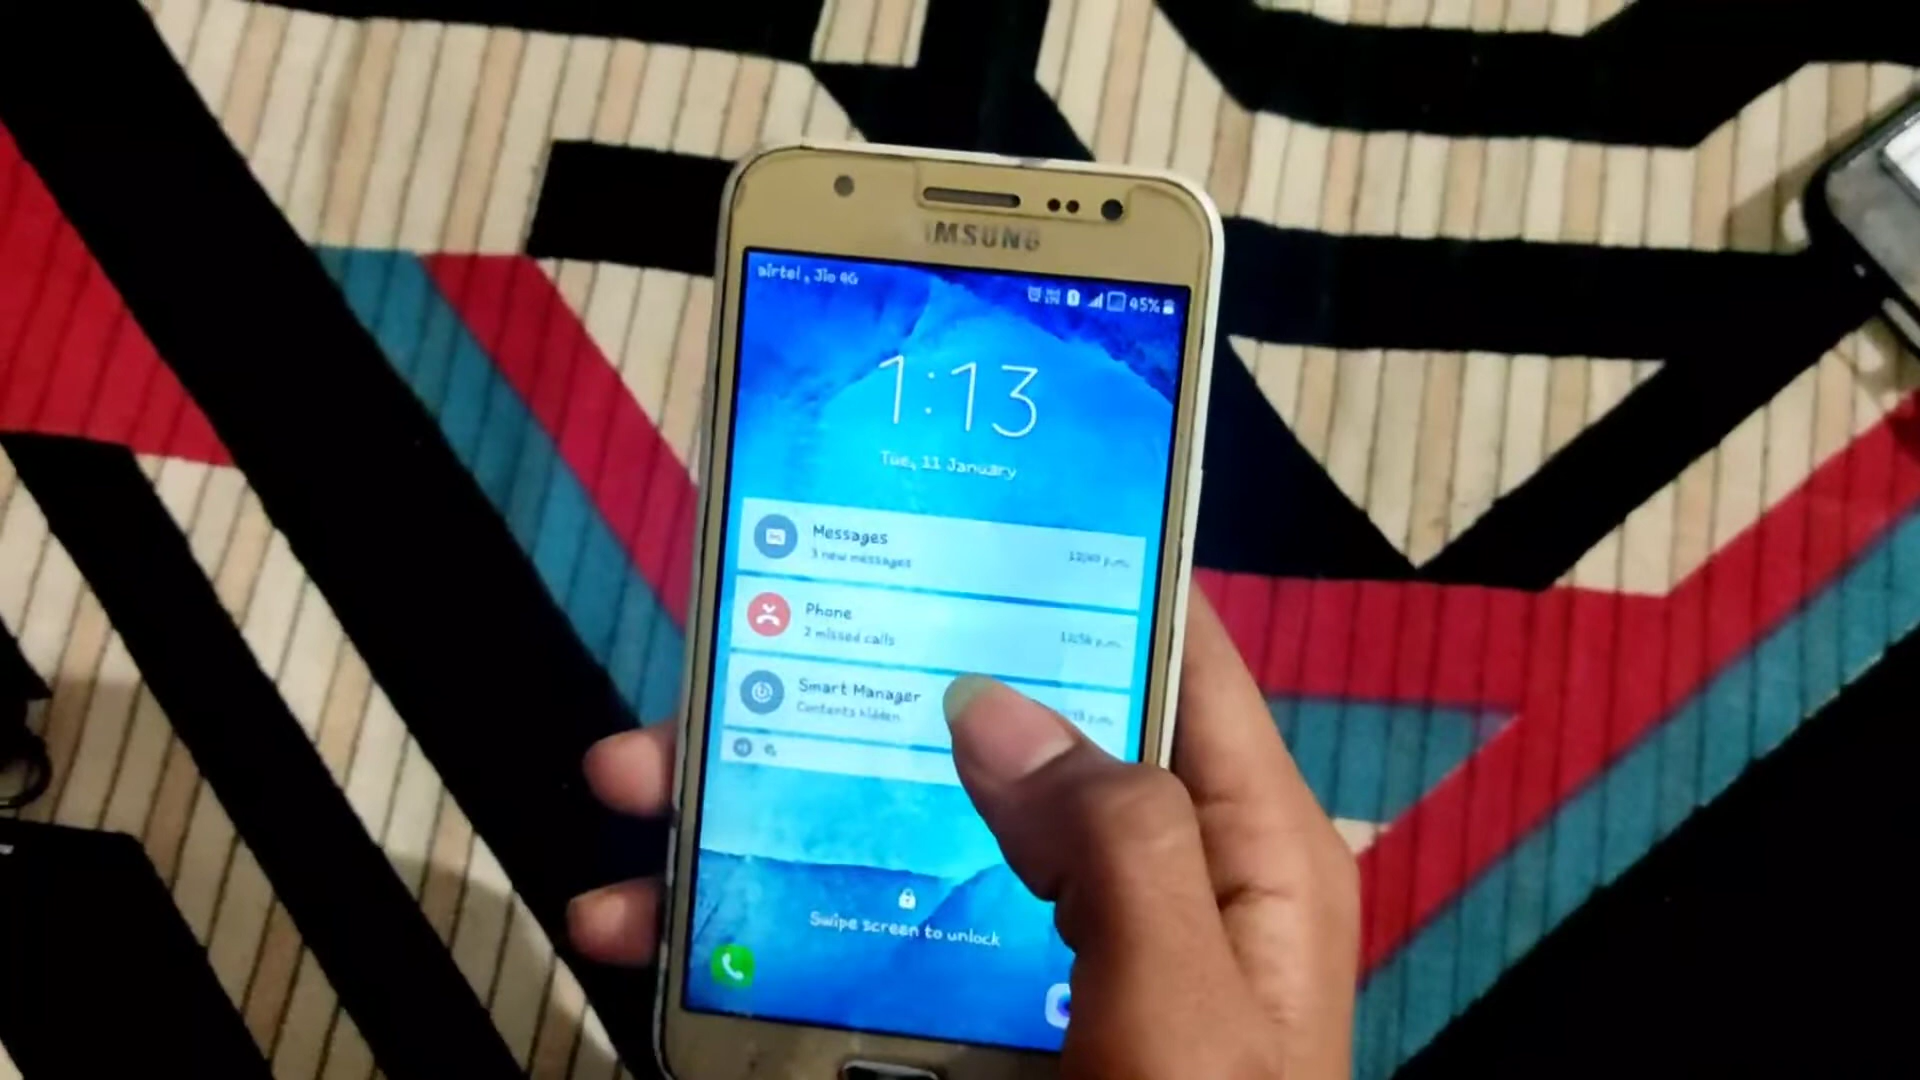 IMSUNG
airtel , Jio 4G
45%
1:13
Tue, 11 January
Messages
3 new messages
p.m.
Phone
2 missed calls
p.m.
Smart Manager
Contents hidden
p.m.
Swipe screen to unlock